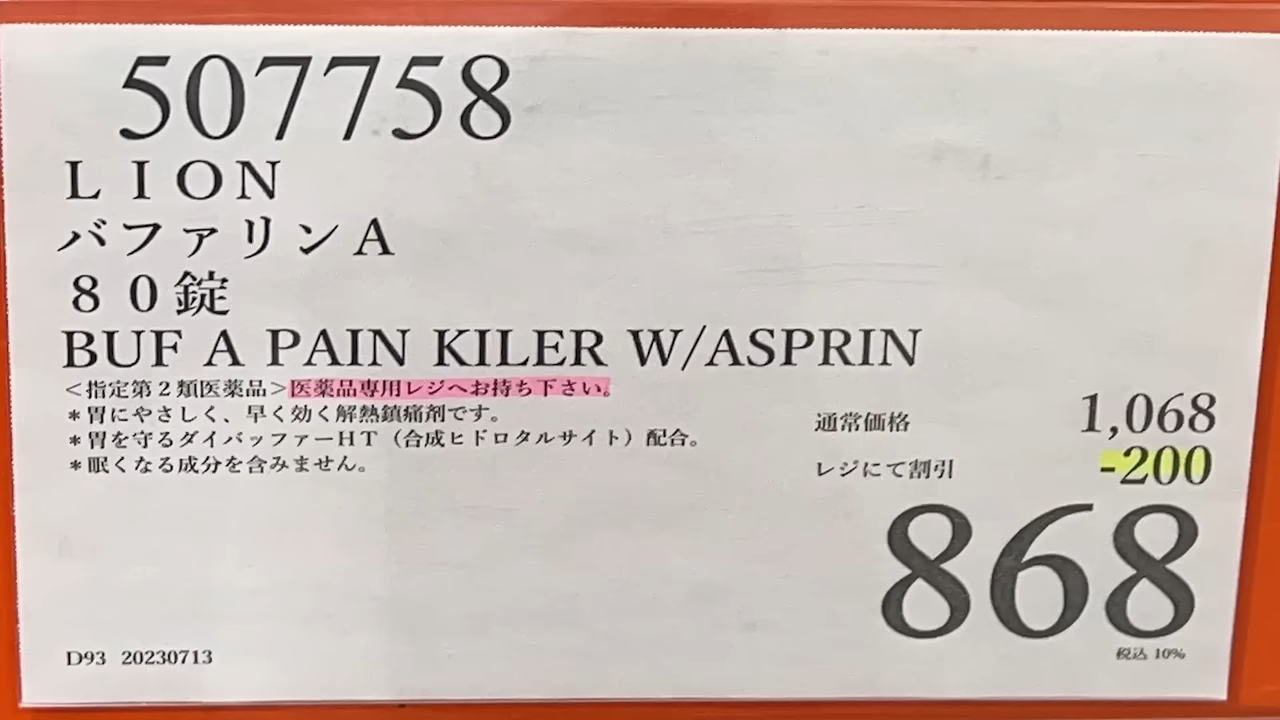 507758
ＬＩＯＮ
バファリンＡ
８０錠
BUF A PAIN KILER W/ASPRIN
＜指定第２類医薬品＞医薬品専用レジへお持ち下さい。
＊胃にやさしく、早く効く解熱鎮痛剤です。
＊胃を守るダイバッファーHT（合成ヒドロタルサイト）配合。
＊眠くなる成分を含みません。
通常価格 1,068
レジにて割引 -200
868
税込 10%
D93 20230713